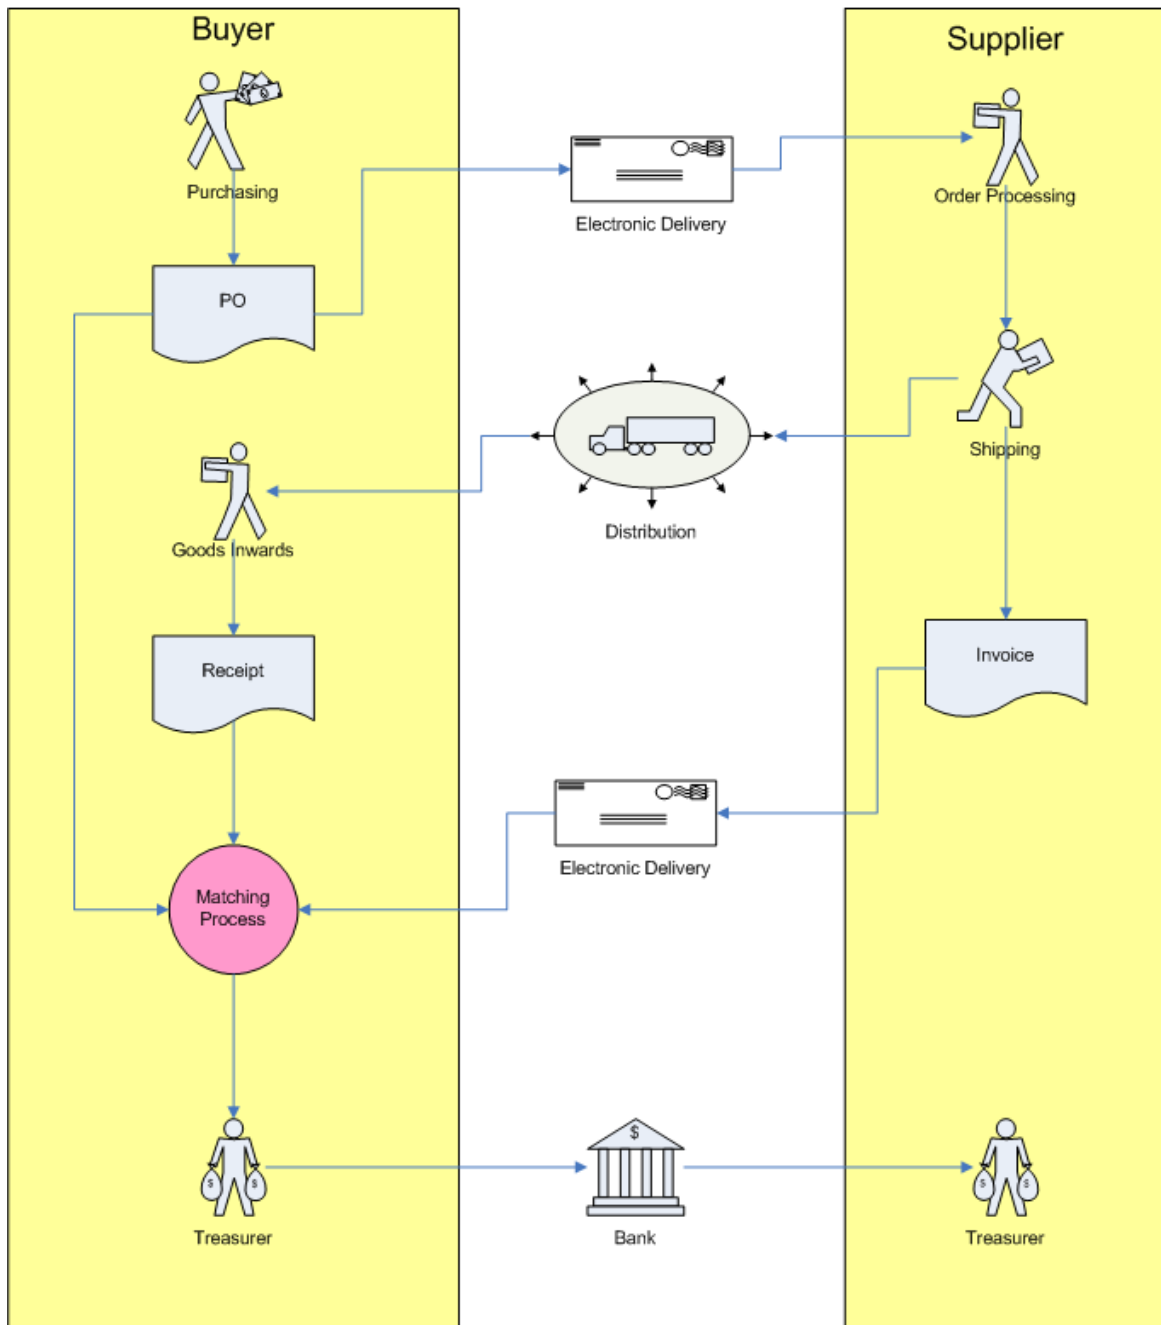 Buyer
Supplier
Purchasing
Electronic Delivery
Order Processing
PO
Shipping
Goods Inwards
Distribution
Receipt
Invoice
Electronic Delivery
Matching
Process
$
$ $
$ $
Treasurer
Bank
Treasurer